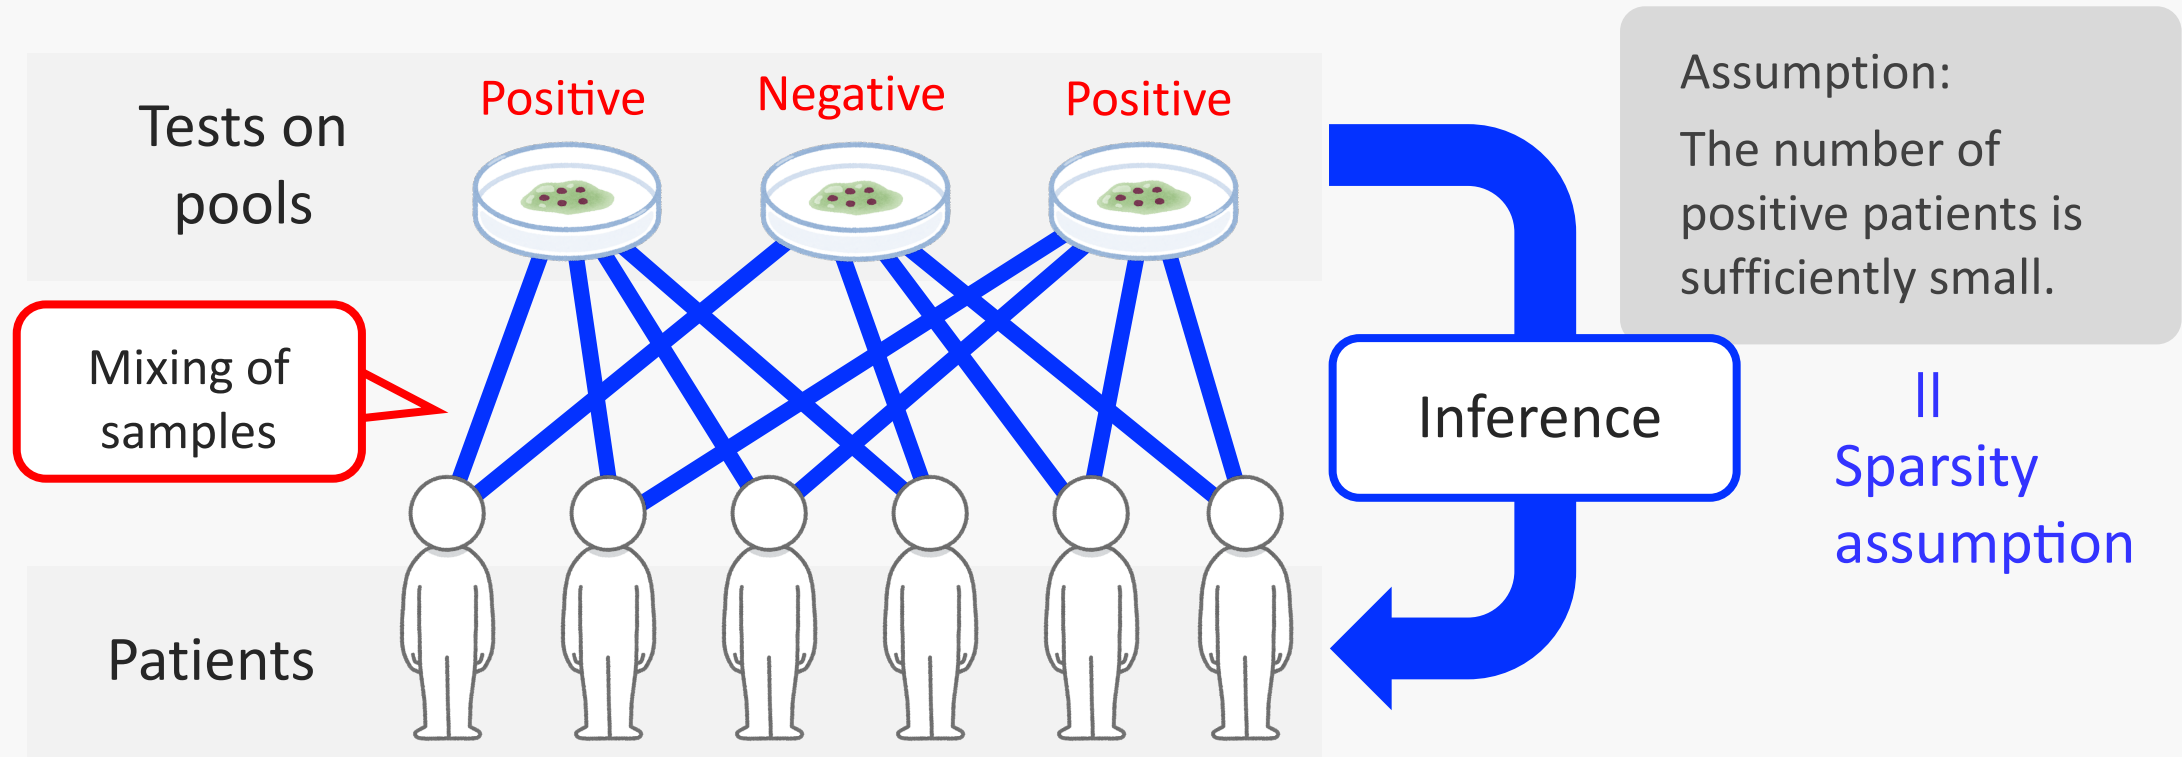 Tests on
pools
Positive
Negative
Positive
Mixing of
samples
Patients
Inference
Assumption:
The number of
positive patients is
sufficiently small.
Sparsity
assumption